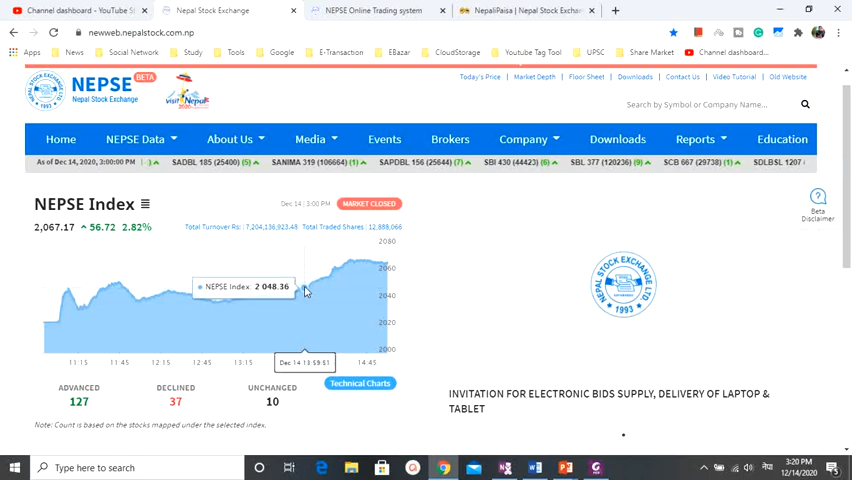 Channel dashboard - YouTube St
Nepal Stock Exchange
NEPSE Online Trading system
NepaliPaisa | Nepal Stock Exchan
newweb.nepalstock.com.np
Apps News Social Network Study Tools Google E-Transaction EBazar CloudStorage Youtube Tag Tool UPSC Share Market Channel dashboard...
NEPSE BETA
Nepal Stock Exchange
Today's Price Market Depth Floor Sheet Downloads Contact Us Video Tutorial Old Website
Search by Symbol or Company Name...
Home NEPSE Data About Us Media Events Brokers Company Downloads Reports Education
As of Dec 14, 2020, 3:00:00 PM ) SADBL 185 (25400) (5) SANIMA 319 (106664) (1) SAPDBL 156 (25644) (7) SBI 430 (44423) (6) SBL 377 (120236) (9) SCB 667 (29738) (1) SDLBSL 1207
NEPSE Index
Dec 14 | 3:00 PM MARKET CLOSED
2,067.17 56.72 2.82%
Total Turnover Rs: | 7,204,136,923.48 Total Traded Shares | 12,888,066
2080
2060
2040
2020
2000
NEPSE Index 2 048.36
11:15 11:45 12:15 12:45 13:15 Dec 14 13:59:51 14:45
Technical Charts
ADVANCED DECLINED UNCHANGED
127 37 10
Note: Count is based on the stocks mapped under the selected index.
Beta
Disclaimer
NEPAL STOCK EXCHANGE LTD.
INVITATION FOR ELECTRONIC BIDS SUPPLY, DELIVERY OF LAPTOP &
TABLET
Type here to search
नेपा
3:20 PM
12/14/2020